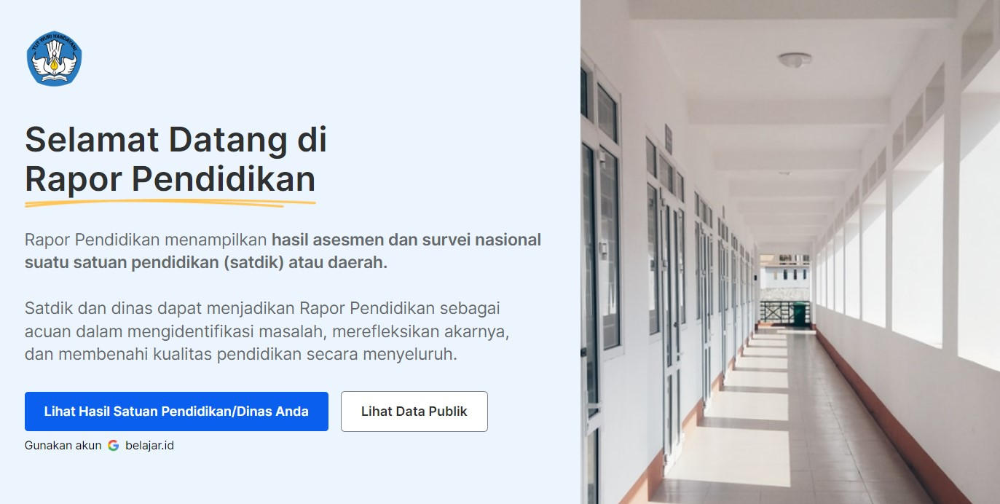 TUT WURI HANDAYANI
Selamat Datang di
Rapor Pendidikan
Rapor Pendidikan menampilkan hasil asesmen dan survei nasional
suatu satuan pendidikan (satdik) atau daerah.
Satdik dan dinas dapat menjadikan Rapor Pendidikan sebagai
acuan dalam mengidentifikasi masalah, merefleksikan akarnya,
dan membenahi kualitas pendidikan secara menyeluruh.
Lihat Hasil Satuan Pendidikan/Dinas Anda
Lihat Data Publik
Gunakan akun G belajar.id